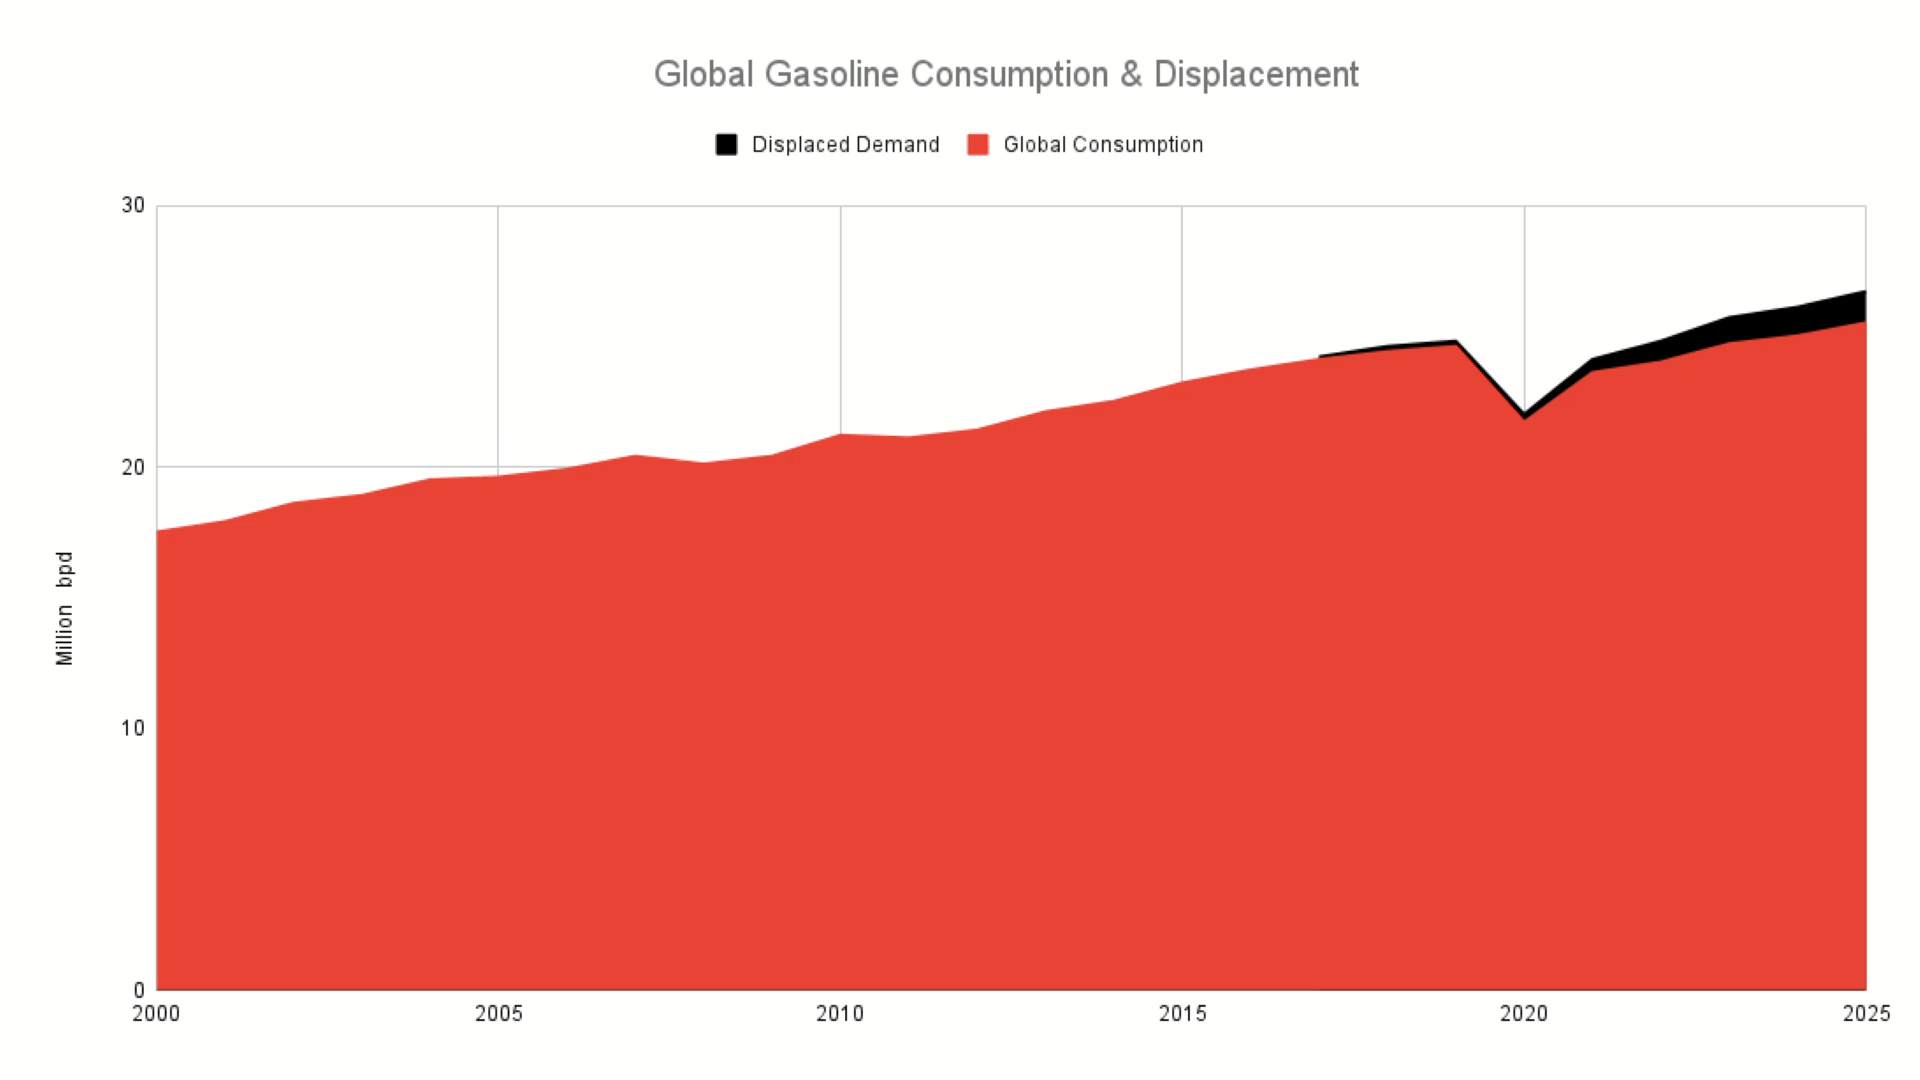 Global Gasoline Consumption & Displacement
Displaced Demand
Global Consumption
30
20
10
0
Million bpd
2000
2005
2010
2015
2020
2025